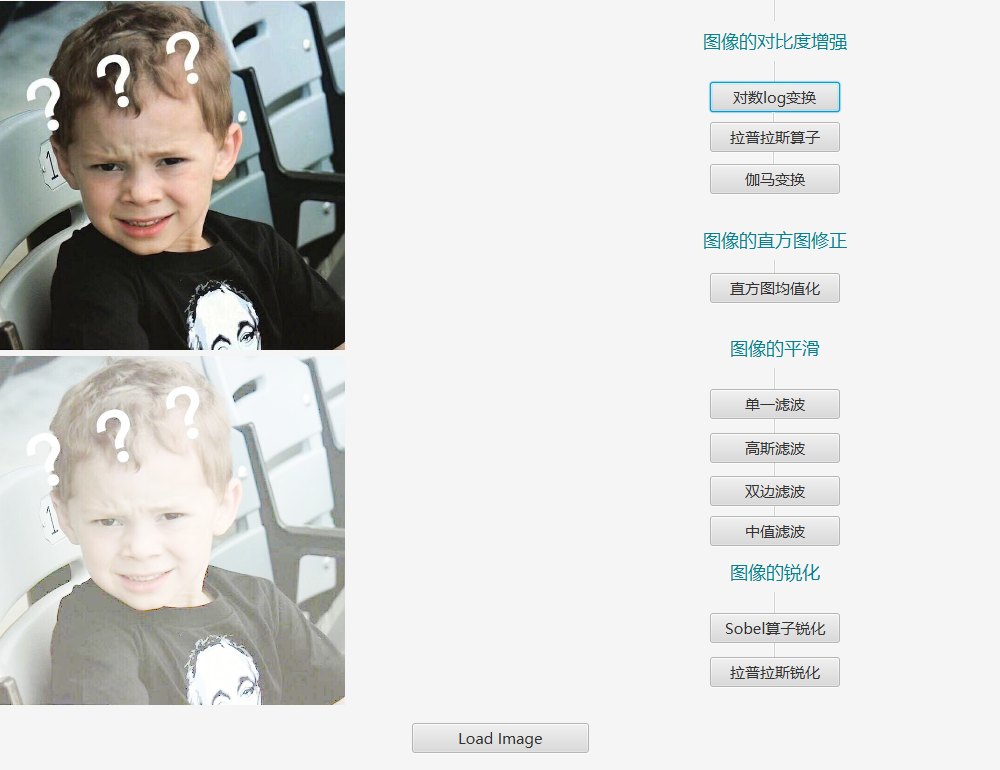 ? ? ?
1
? ? ?
1
图像的对比度增强
对数log变换
拉普拉斯算子
伽马变换
图像的直方图修正
直方图均值化
图像的平滑
单一滤波
高斯滤波
双边滤波
中值滤波
图像的锐化
Sobel算子锐化
拉普拉斯锐化
Load Image